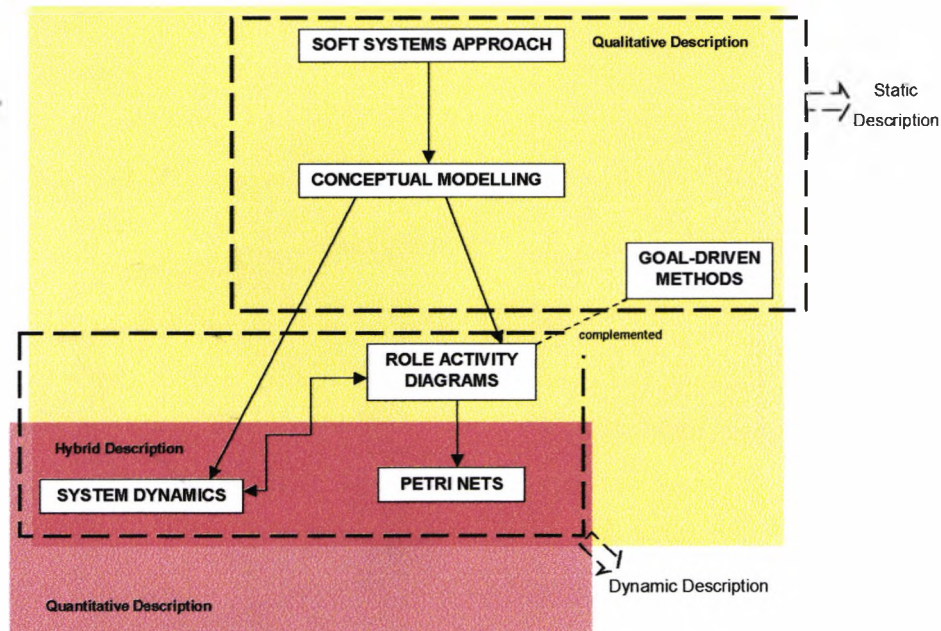 SOFT SYSTEMS APPROACH
Qualitative Description
Static
Description
CONCEPTUAL MODELLING
GOAL-DRIVEN
METHODS
complemented
ROLE ACTIVITY
DIAGRAMS
Hybrid Description
SYSTEM DYNAMICS
PETRI NETS
Dynamic Description
Quantitative Description